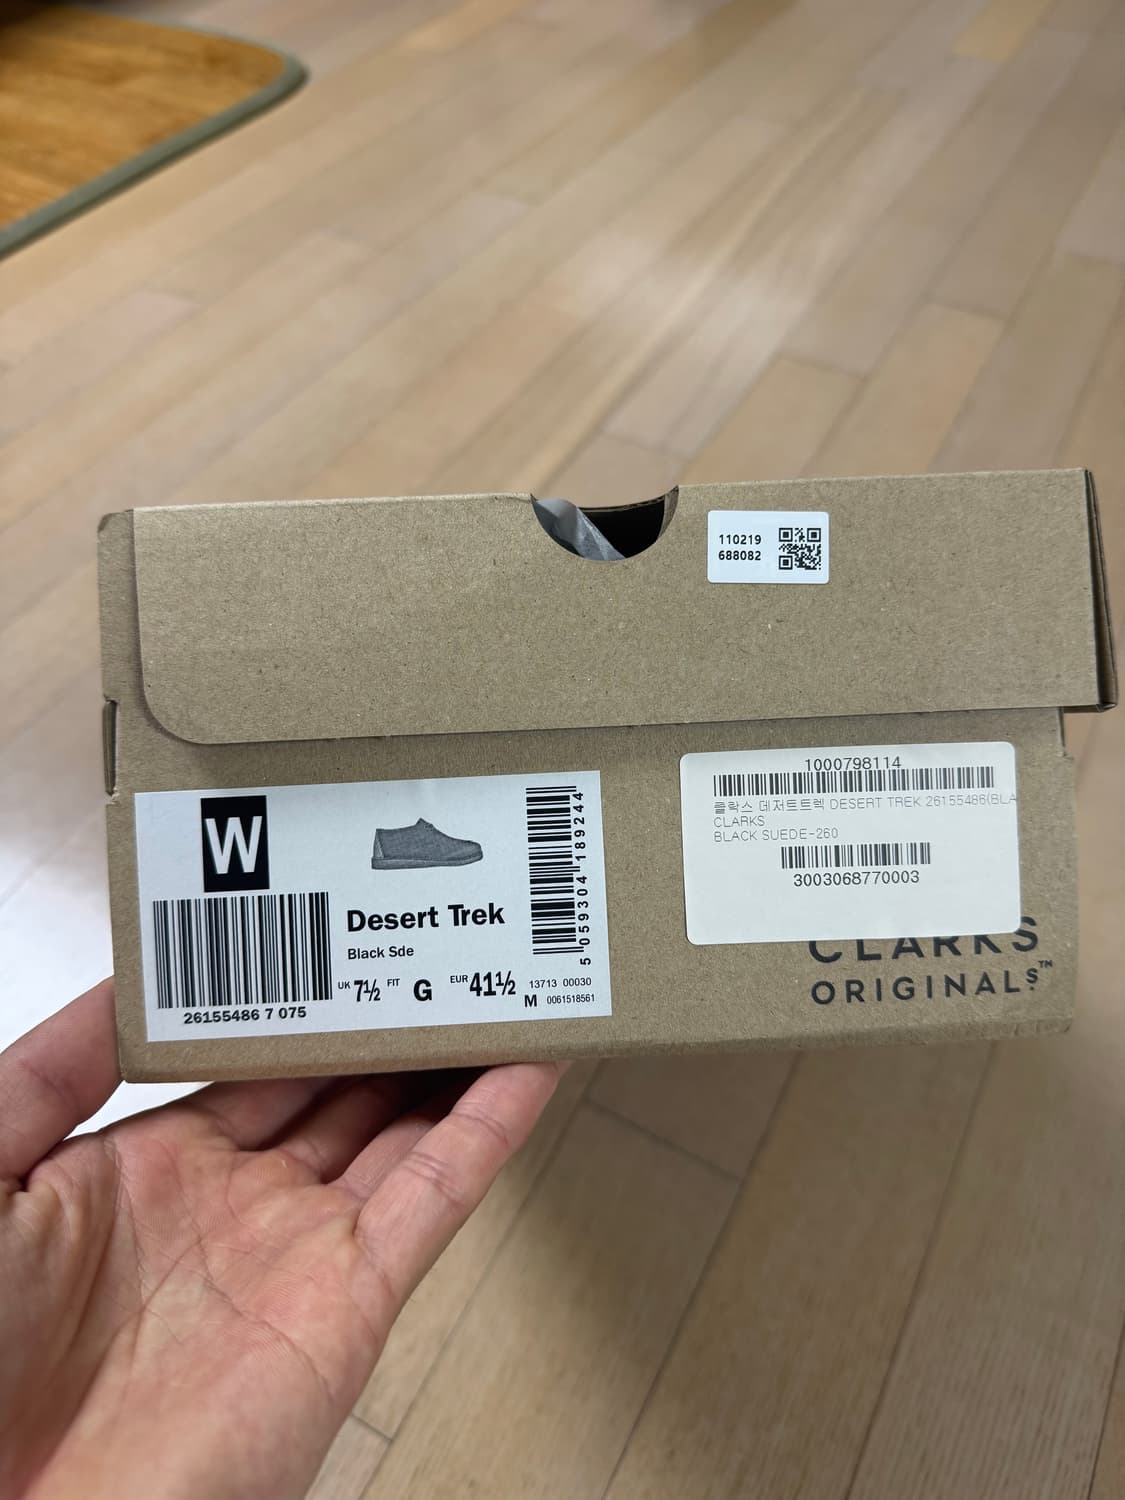 110219
688082
1000798114
클락스 데저트트렉 DESERT TREK 26155486(BLA
CLARKS
BLACK SUEDE-260
3003068770003
CLARKS
ORIGINALS™
W
26155486 7 075
Desert Trek
Black Sde
UK 7½ FIT G EUR 41½
5 059304 189244
13713 00030
M 0061518561